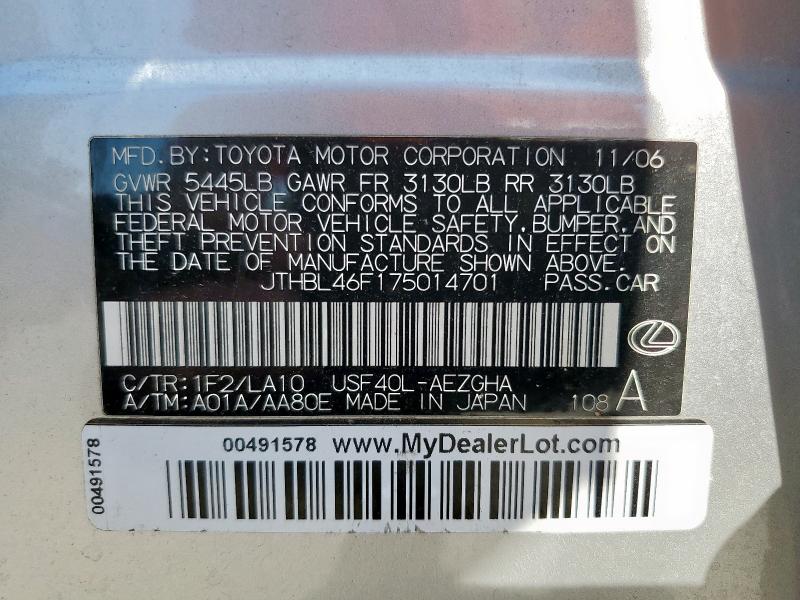 MFD. BY: TOYOTA MOTOR CORPORATION 11/06
GVWR 5445LB GAWR FR 3130LB RR 3130LB
THIS VEHICLE CONFORMS TO ALL APPLICABLE
FEDERAL MOTOR VEHICLE SAFETY, BUMPER, AND
THEFT PREVENTION STANDARDS IN EFFECT ON
THE DATE OF MANUFACTURE SHOWN ABOVE.
JTHBL46F175014701 PASS. CAR
C/TR: 1F2/LA10 USF40L-AEZGHA
A/TM: A01A/AA80E MADE IN JAPAN 108 A
00491578 www.MyDealerLot.com
00491578